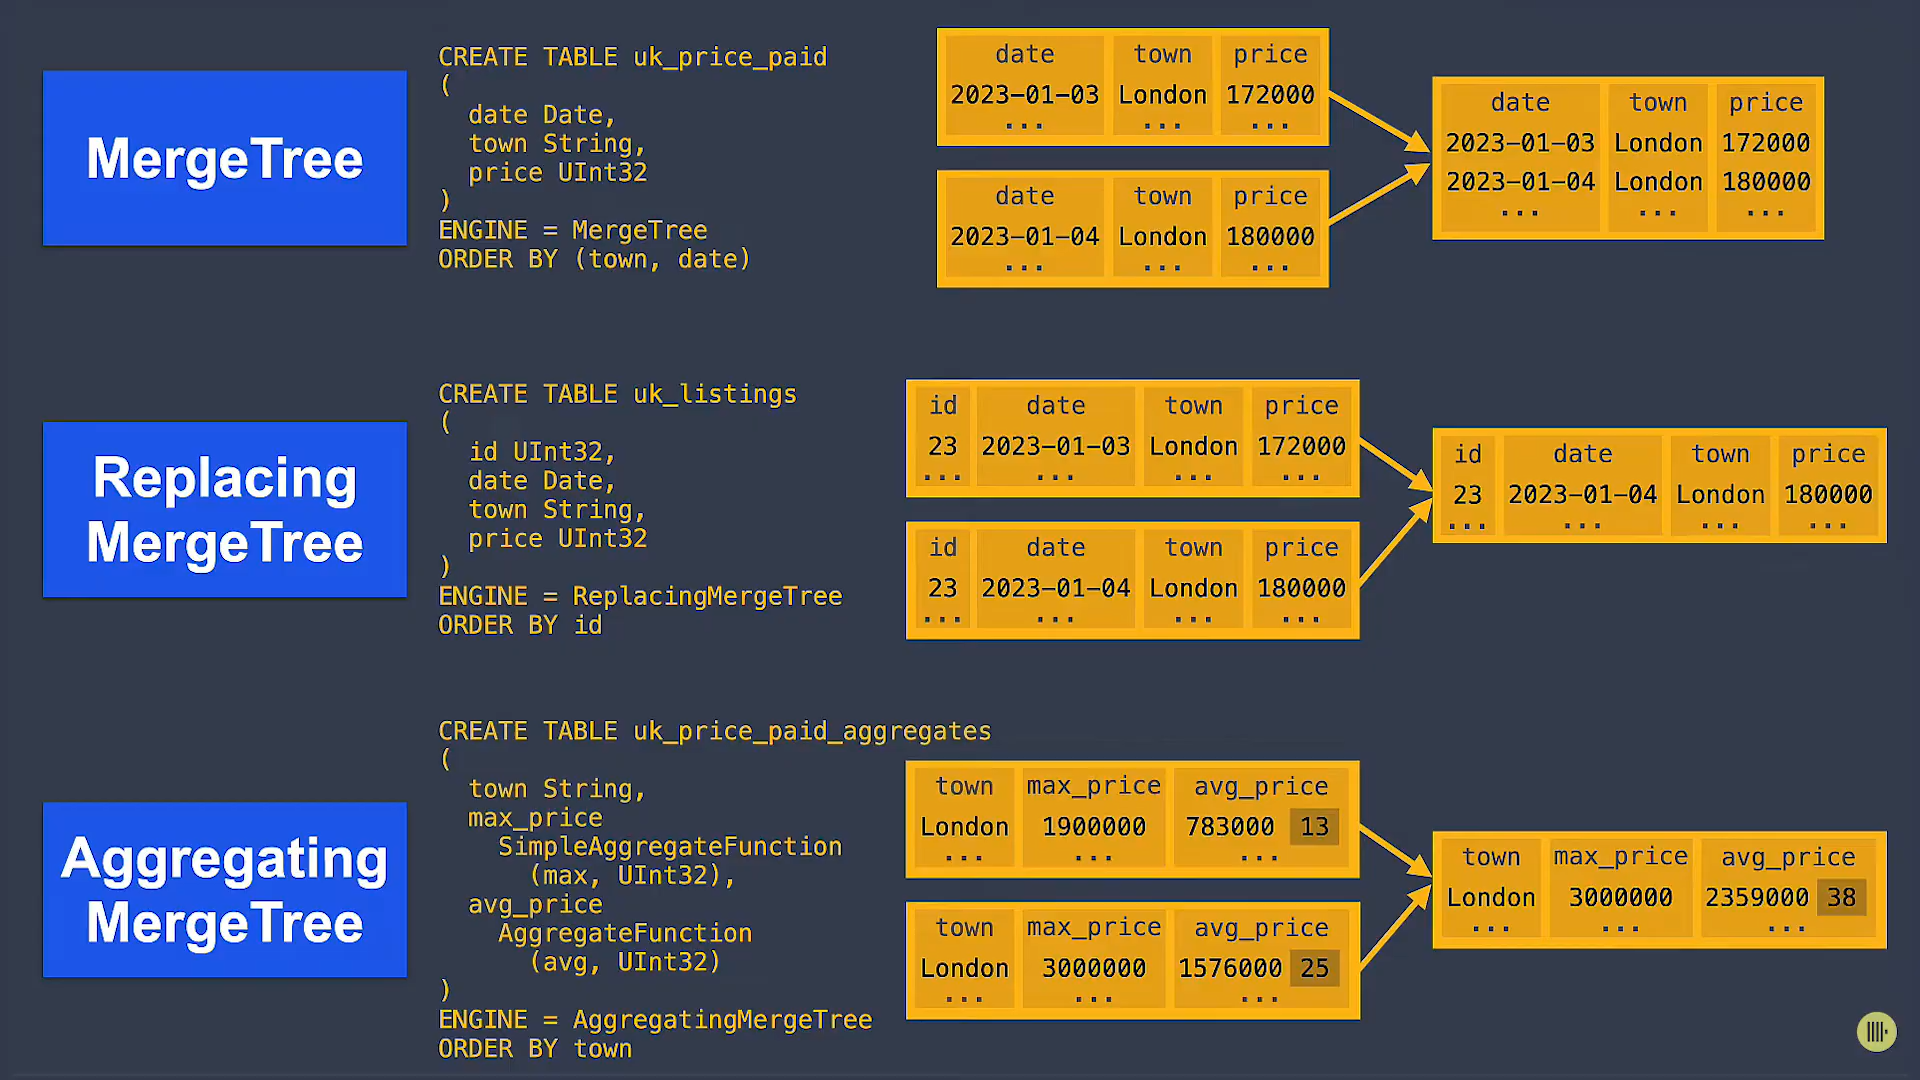 MergeTree
CREATE TABLE uk_price_paid
(
date Date,
town String,
price UInt32
)
ENGINE = MergeTree
ORDER BY (town, date)
date town price
2023-01-03 London 172000
... ... ...
date town price
2023-01-04 London 180000
... ... ...
date town price
2023-01-03 London 172000
2023-01-04 London 180000
... ... ...
Replacing
MergeTree
CREATE TABLE uk_listings
(
id UInt32,
date Date,
town String,
price UInt32
)
ENGINE = ReplacingMergeTree
ORDER BY id
id date town price
23 2023-01-03 London 172000
... ... ... ...
id date town price
23 2023-01-04 London 180000
... ... ... ...
id date town price
23 2023-01-04 London 180000
... ... ... ...
Aggregating
MergeTree
CREATE TABLE uk_price_paid_aggregates
(
town String,
max_price
SimpleAggregateFunction
(max, UInt32),
avg_price
AggregateFunction
(avg, UInt32)
)
ENGINE = AggregatingMergeTree
ORDER BY town
town max_price avg_price
London 1900000 783000 13
... ... ...
town max_price avg_price
London 3000000 1576000 25
... ... ...
town max_price avg_price
London 3000000 2359000 38
... ... ...